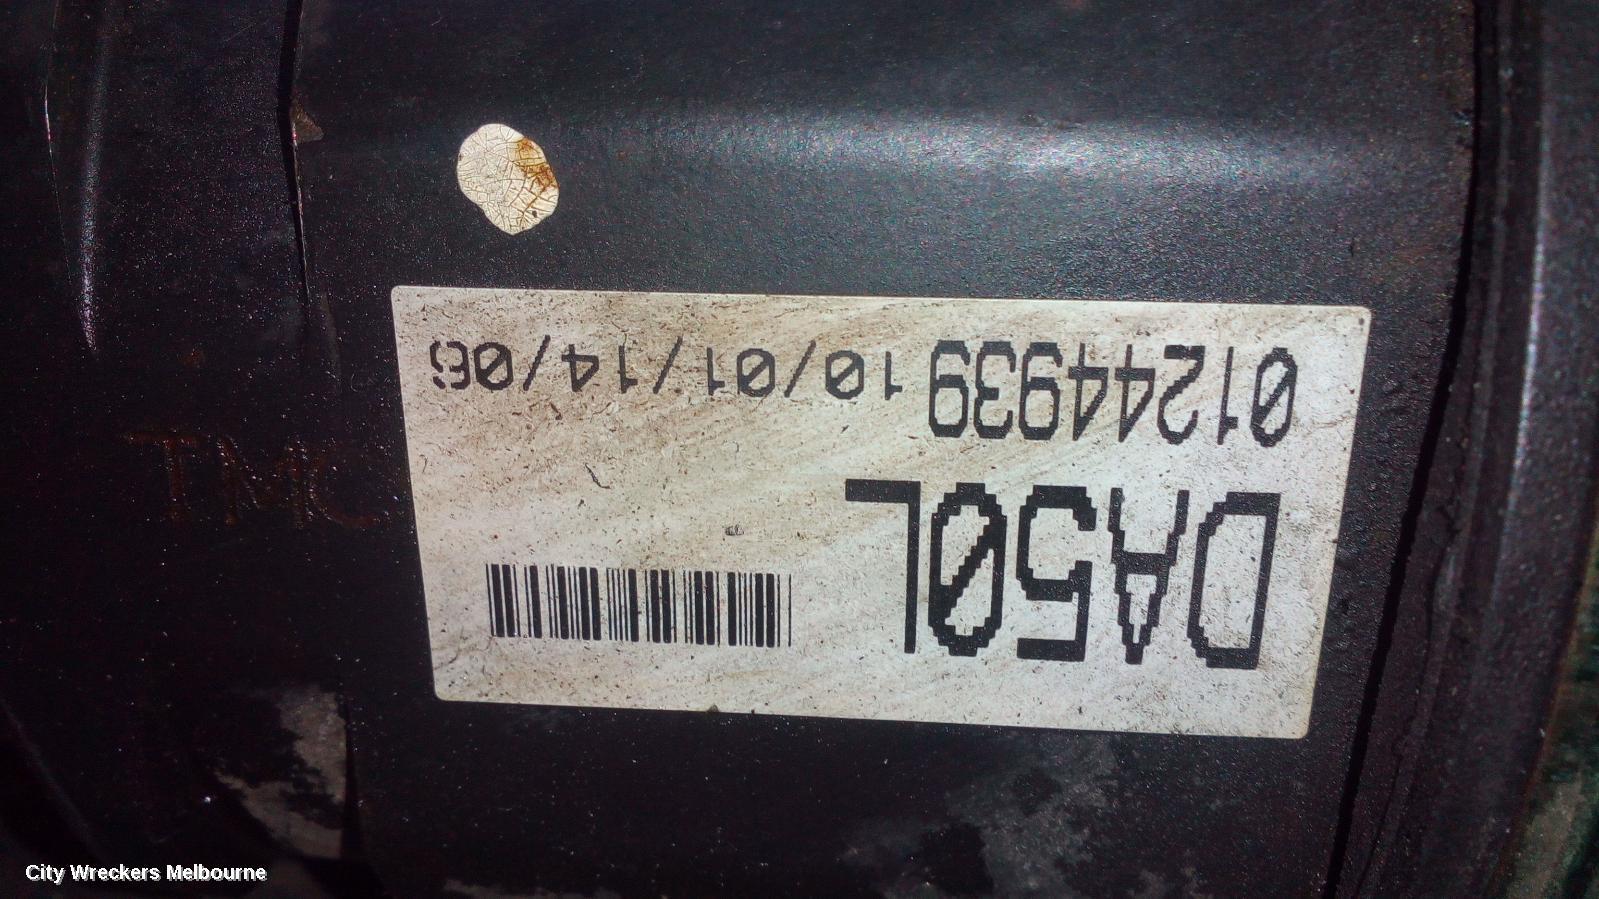 DA50L
01244939 10/01/14/06
TMC
City Wreckers Melbourne